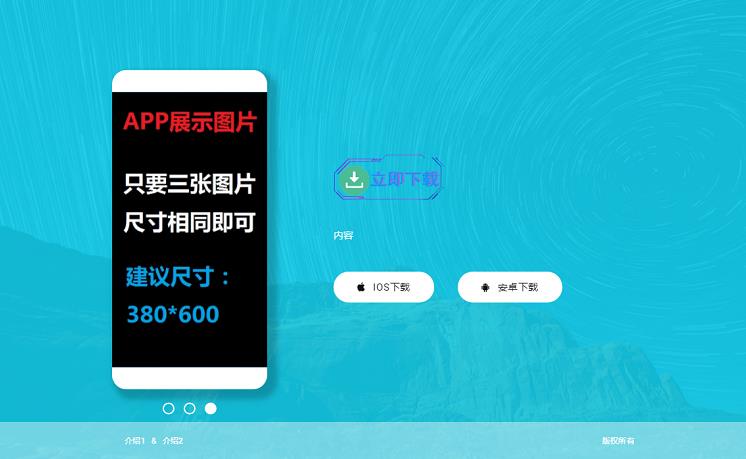 APP展示图片
只要三张图片
尺寸相同即可
建议尺寸：
380*600
立即下载
内容
IOS下载
安卓下载
介绍1 & 介绍2
版权所有